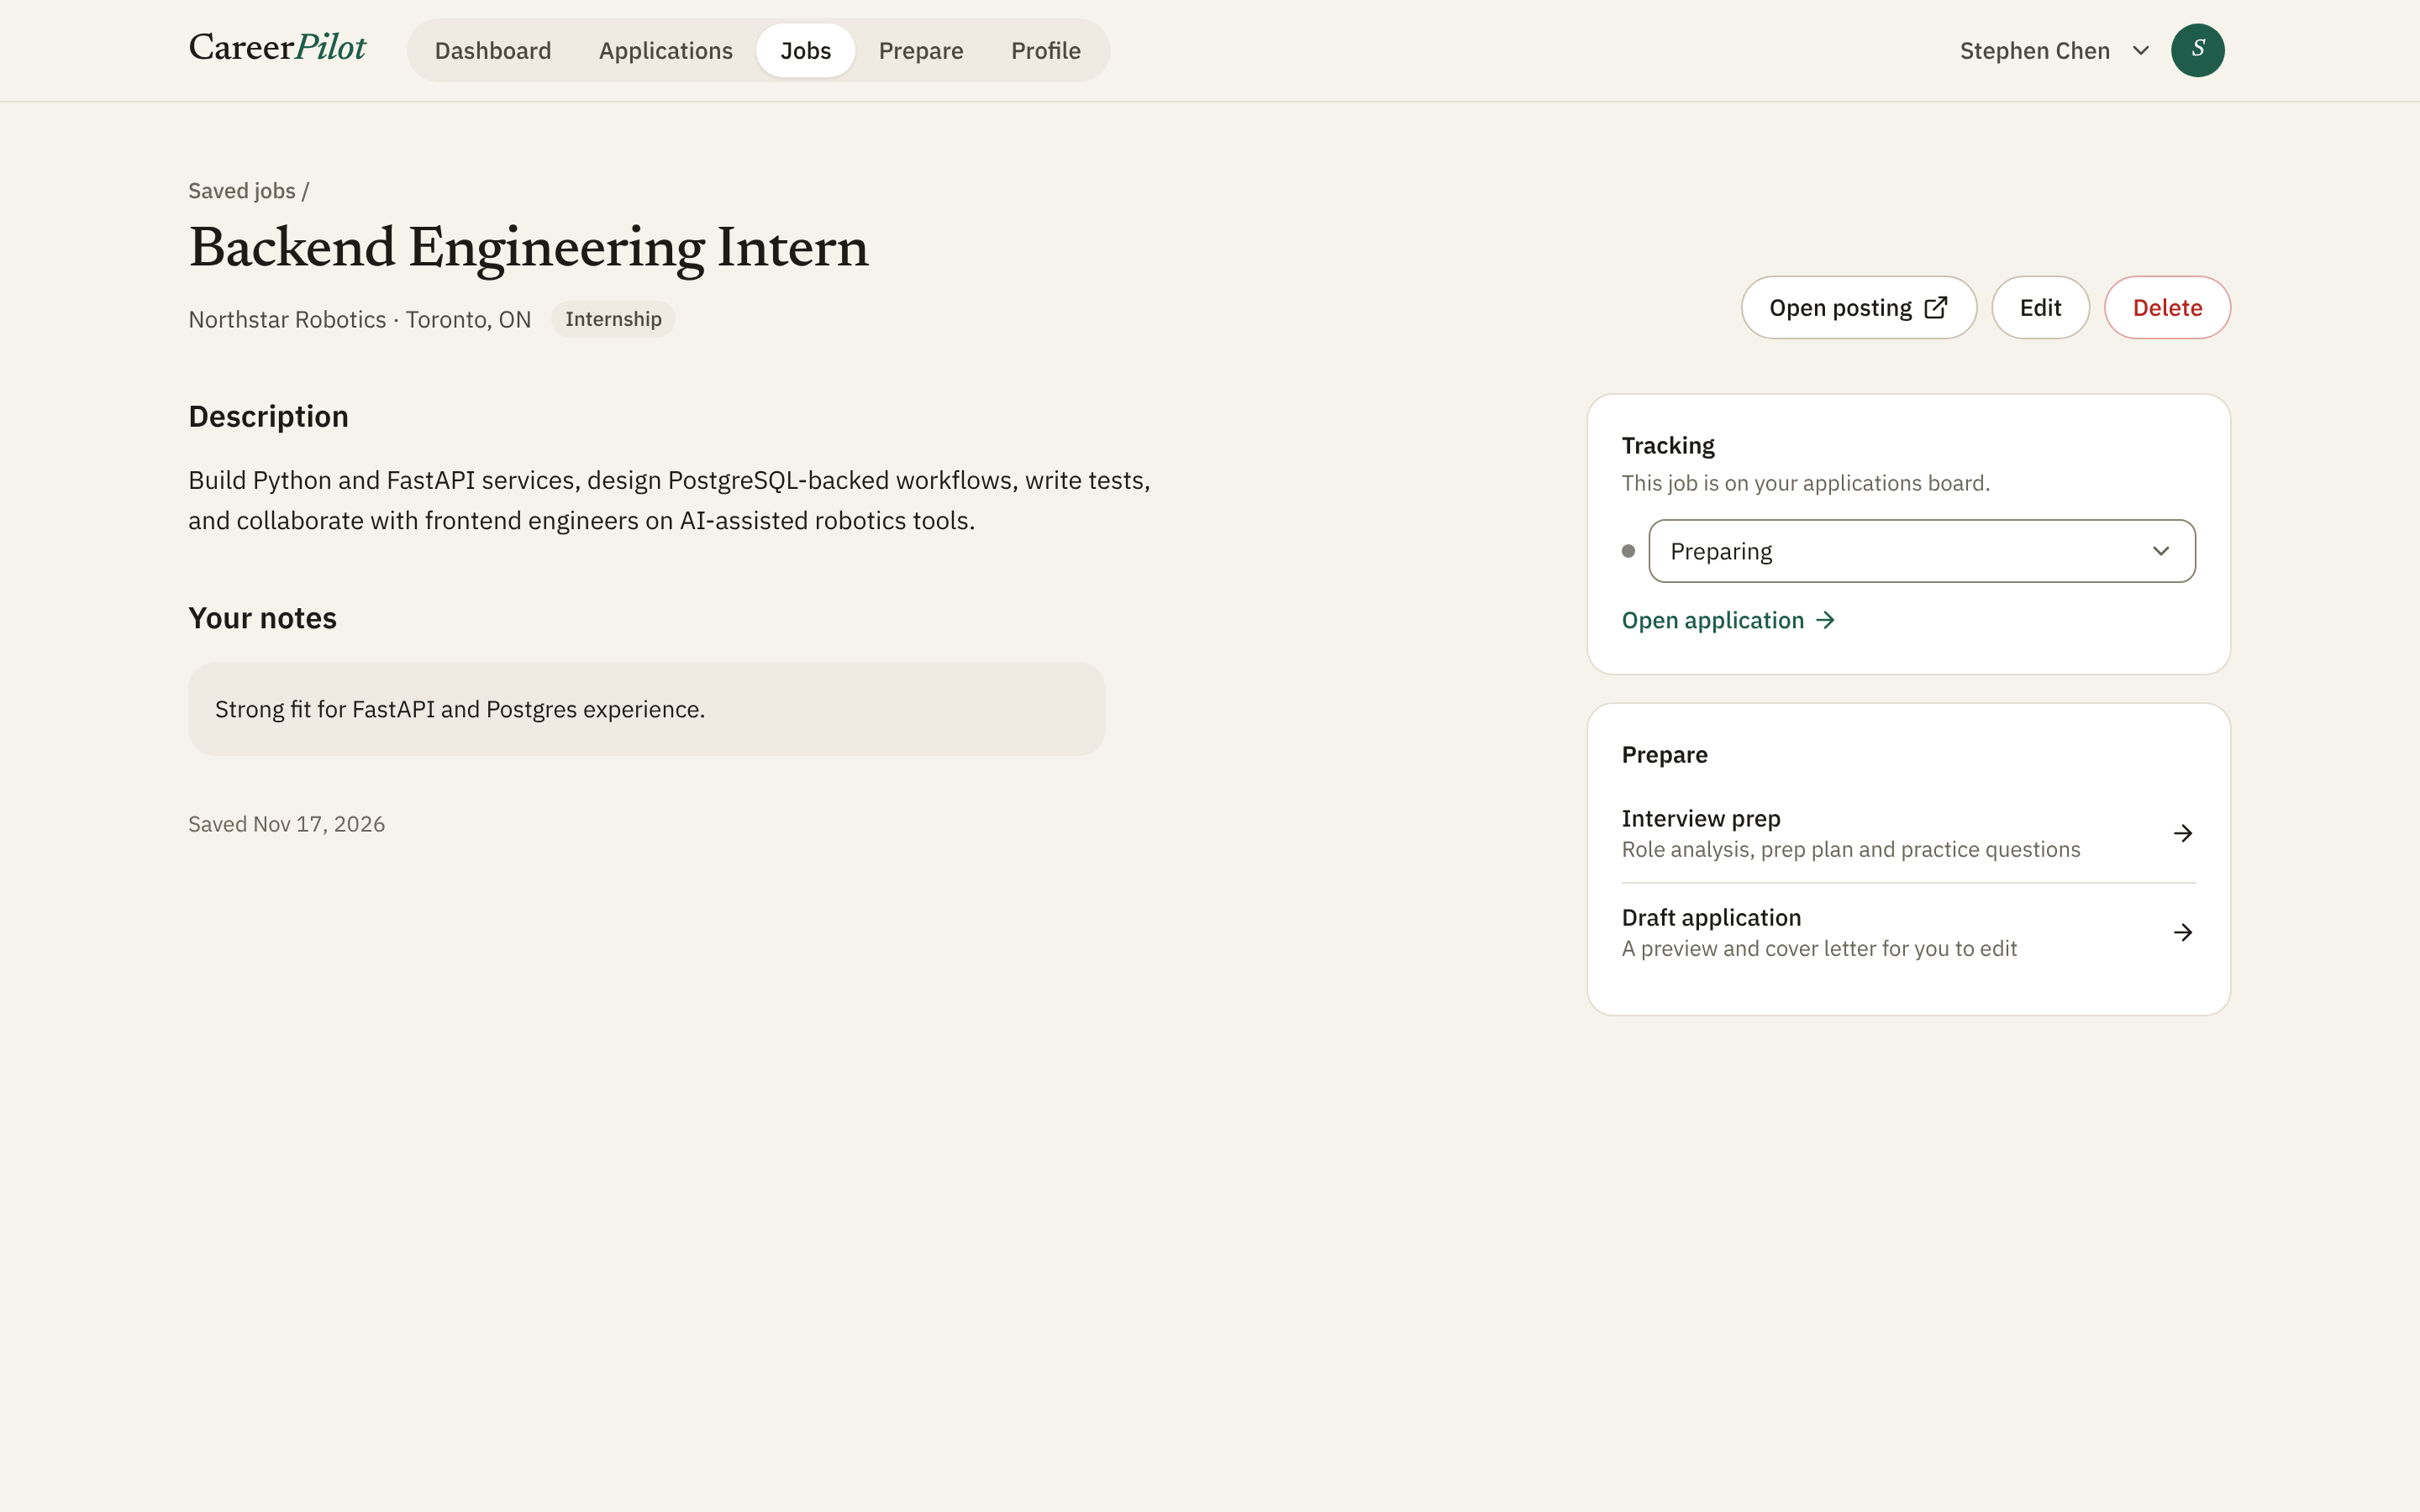 CareerPilot
Dashboard
Applications
Jobs
Prepare
Profile
Stephen Chen
S
Saved jobs /
Backend Engineering Intern
Northstar Robotics · Toronto, ON
Internship
Open posting
Edit
Delete
Description
Build Python and FastAPI services, design PostgreSQL-backed workflows, write tests,
and collaborate with frontend engineers on AI-assisted robotics tools.
Your notes
Strong fit for FastAPI and Postgres experience.
Saved Nov 17, 2026
Tracking
This job is on your applications board.
Preparing
Open application →
Prepare
Interview prep
Role analysis, prep plan and practice questions
Draft application
A preview and cover letter for you to edit